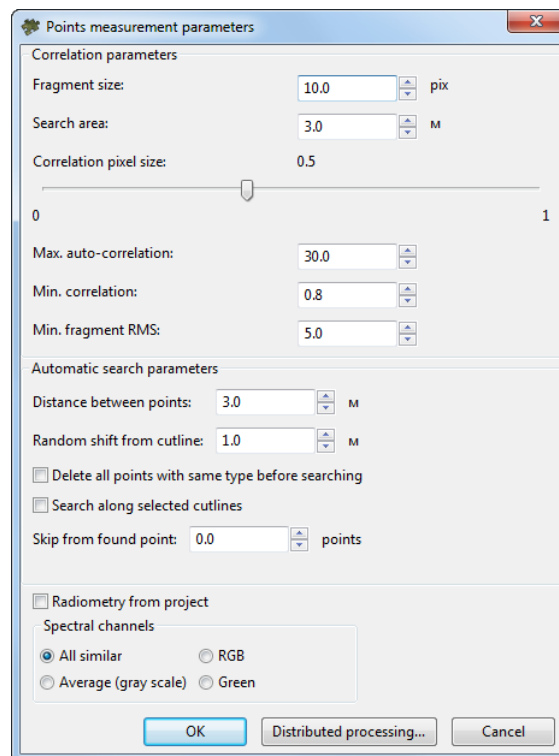 Points measurement parameters
Correlation parameters
Fragment size: 10.0 pix
Search area: 3.0 м
Correlation pixel size: 0.5
0 1
Max. auto-correlation: 30.0
Min. correlation: 0.8
Min. fragment RMS: 5.0
Automatic search parameters
Distance between points: 3.0 м
Random shift from cutline: 1.0 м
Delete all points with same type before searching
Search along selected cutlines
Skip from found point: 0.0 points
Radiometry from project
Spectral channels
All similar RGB
Average (gray scale) Green
OK Distributed processing... Cancel